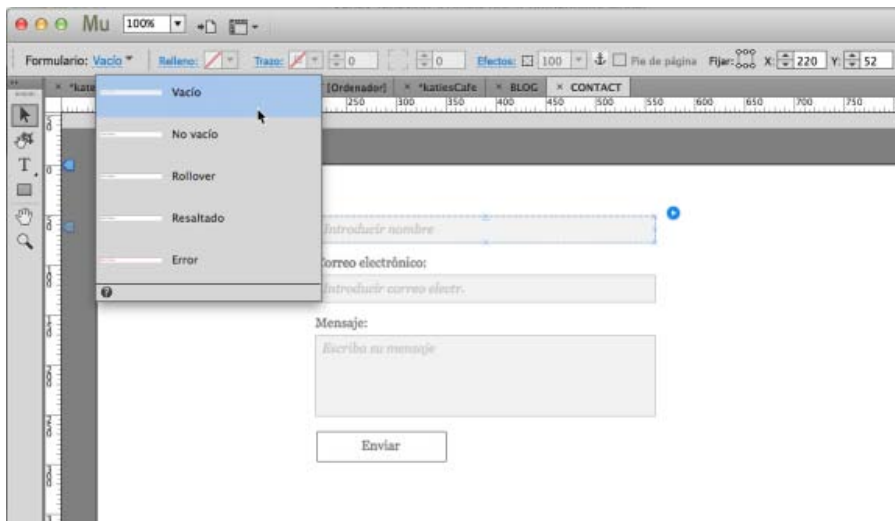 Mu 100%
Formulario: Vacío Relleno: Trazo: 0 0 Efectos: 100 Pie de página Fijar: X: 220 Y: 52
[Ordenador] × *katiesCafe × BLOG × CONTACT
250 300 350 400 450 500 550 600 650 700 750
Vacío
No vacío
Rollover
Resaltado
Error
Introducir nombre
Correo electrónico:
Introducir correo electr.
Mensaje:
Escriba su mensaje
Enviar